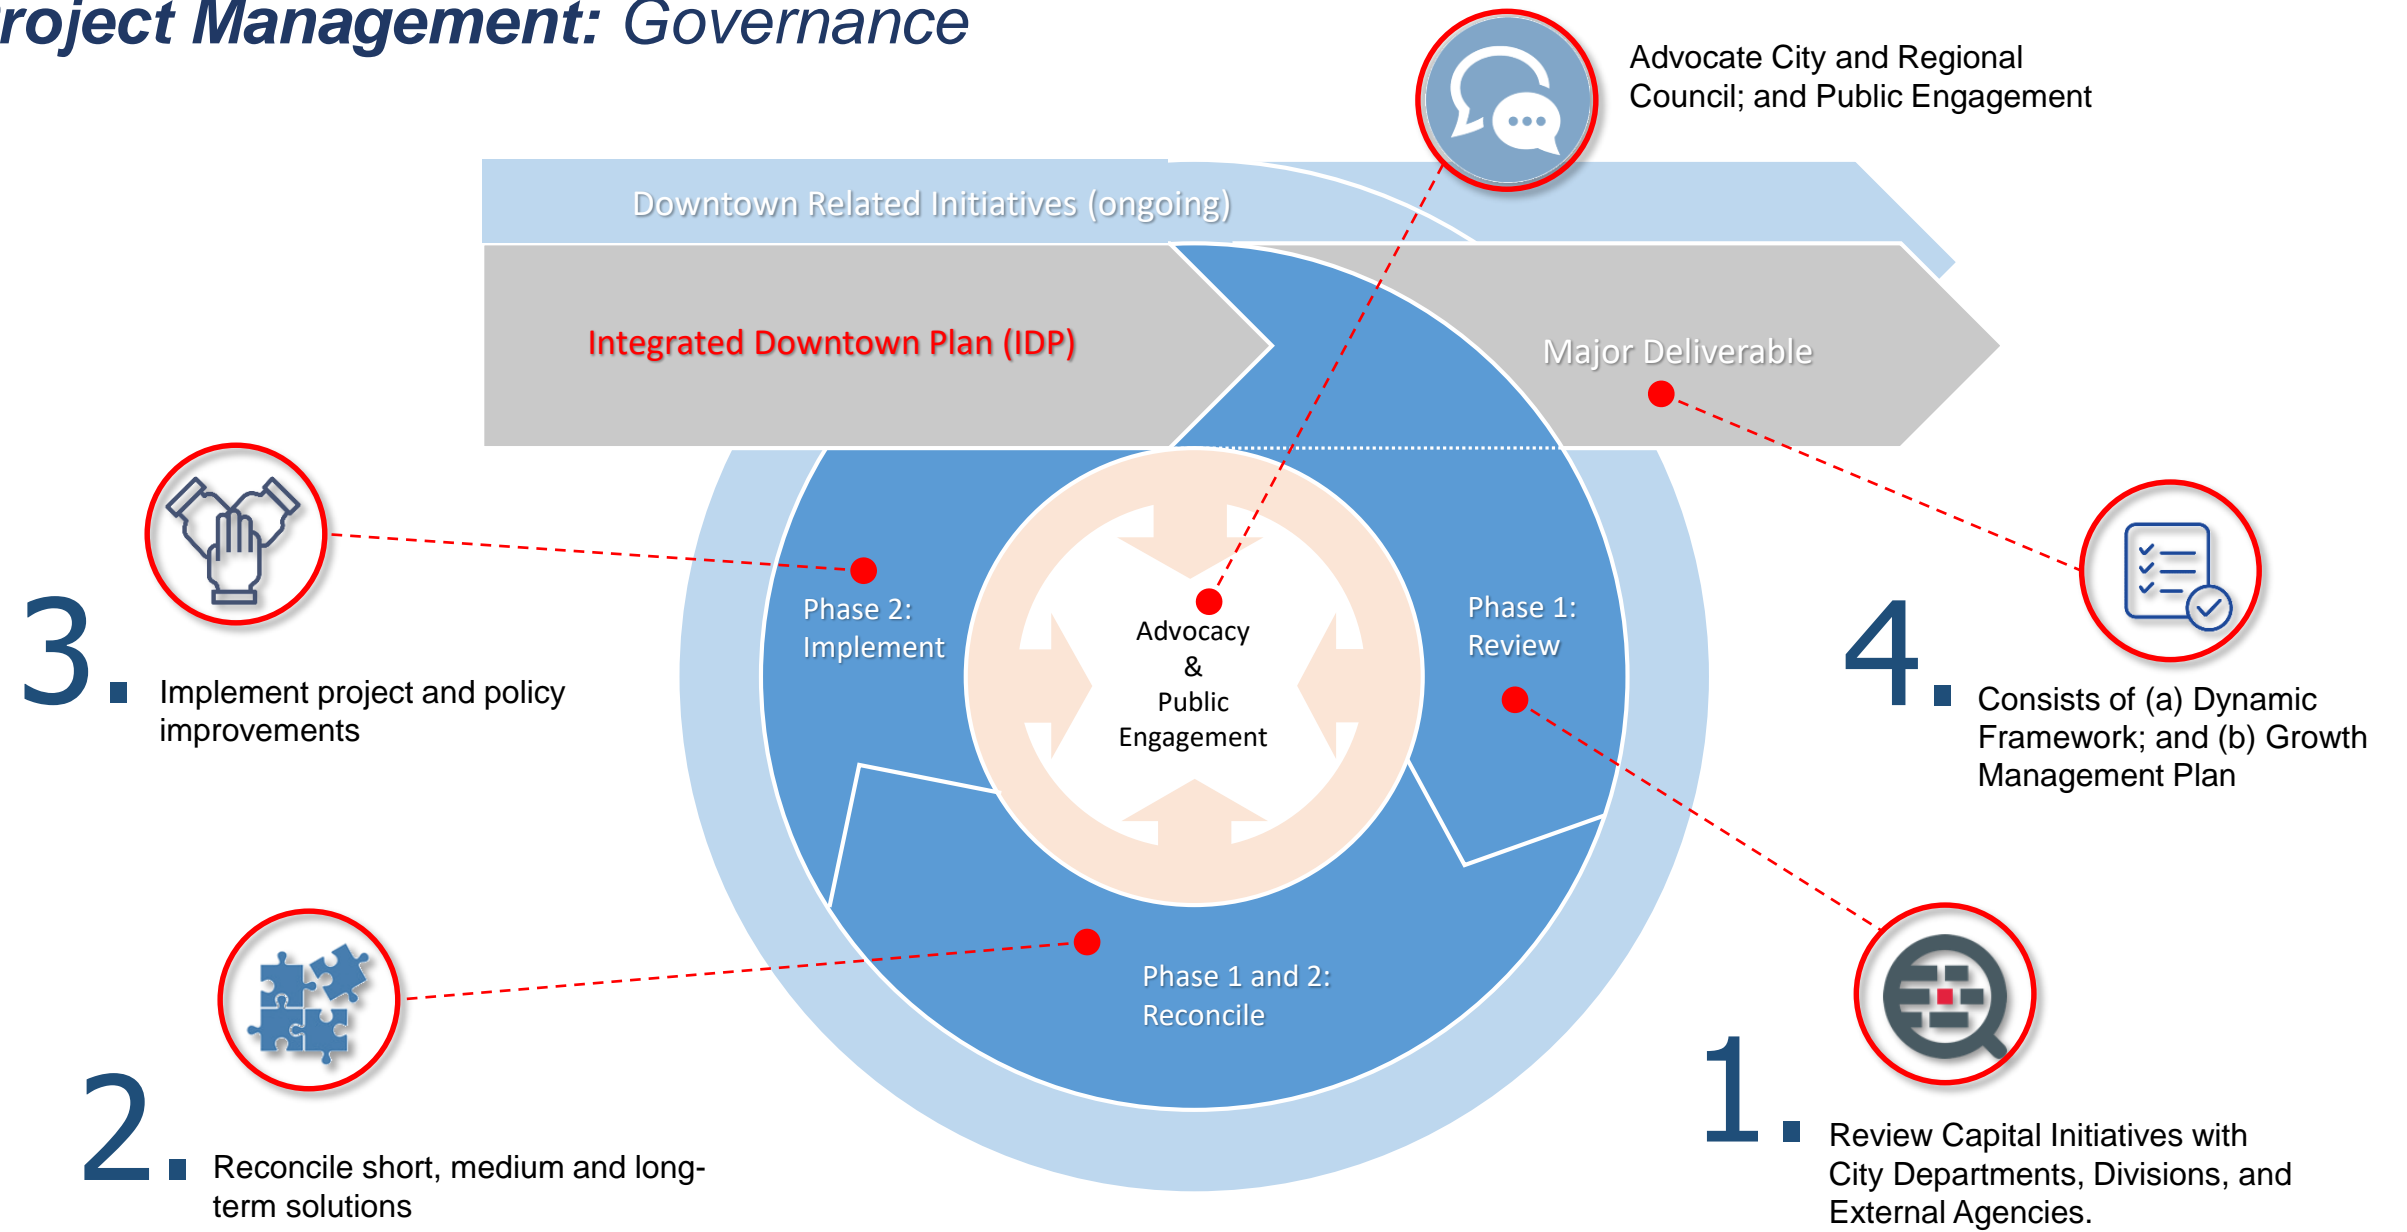 roject Management: Governance
Advocate City and Regional
Council; and Public Engagement
Downtown Related Initiatives (ongoing)
Integrated Downtown Plan (IDP)
Major Deliverable
3.
Implement project and policy
improvements
Phase 2:
Implement
Advocacy
&
Public
Engagement
Phase 1:
Review
4.
Consists of (a) Dynamic
Framework; and (b) Growth
Management Plan
Phase 1 and 2:
Reconcile
2.
Reconcile short, medium and long-
term solutions
1.
Review Capital Initiatives with
City Departments, Divisions, and
External Agencies.